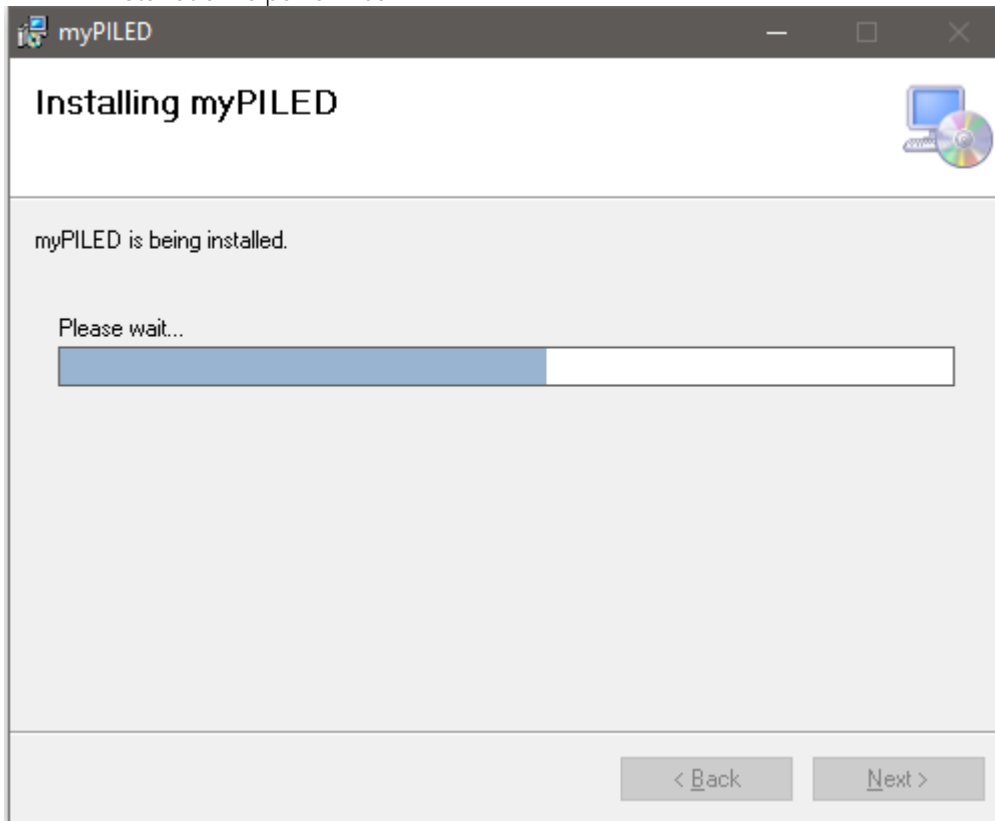 myPILED
Installing myPILED
myPILED is being installed.
Please wait...
< Back
Next >